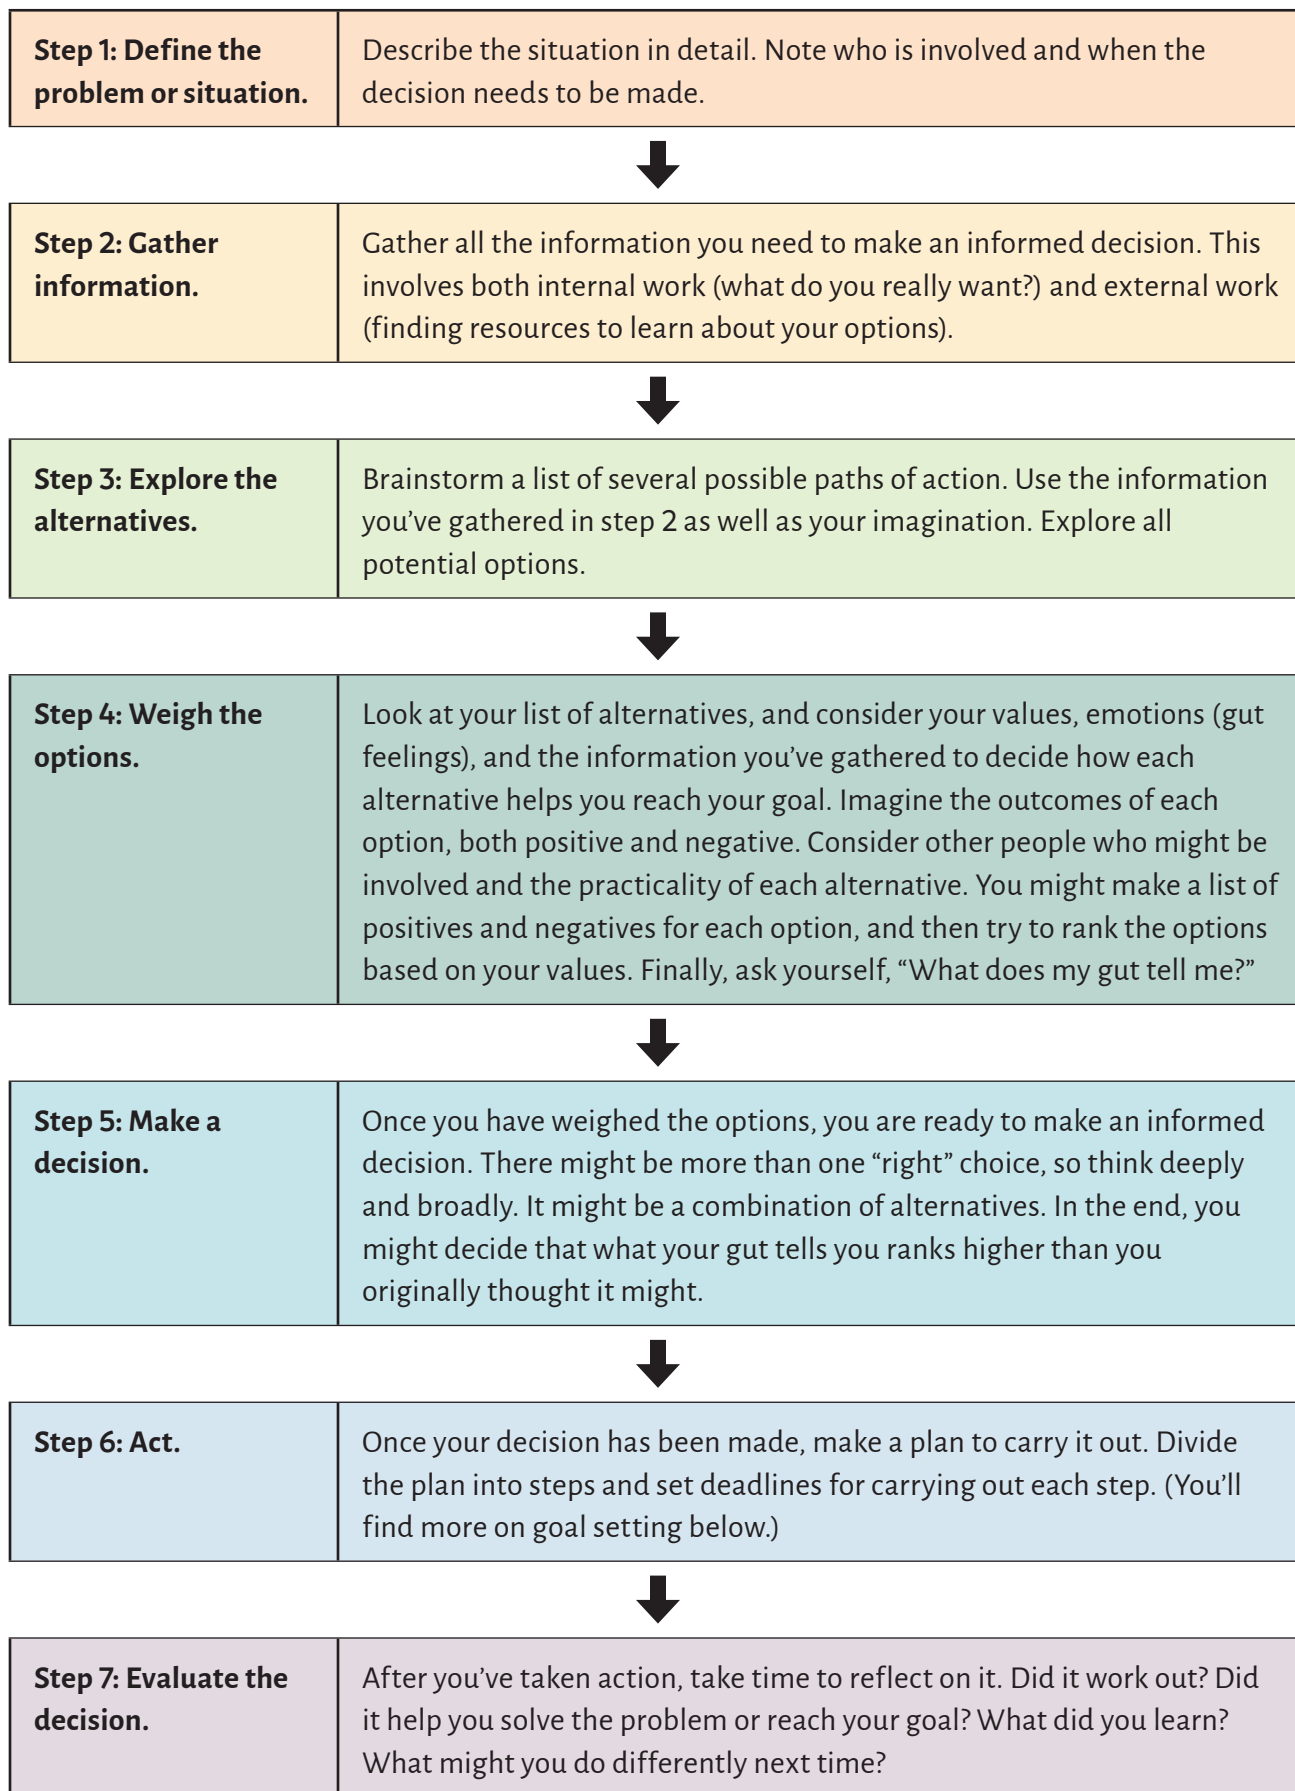 Step 1: Define the
problem or situation.
Describe the situation in detail. Note who is involved and when the
decision needs to be made.
Step 2: Gather
information.
Gather all the information you need to make an informed decision. This
involves both internal work (what do you really want?) and external work
(finding resources to learn about your options).
Step 3: Explore the
alternatives.
Brainstorm a list of several possible paths of action. Use the information
you’ve gathered in step 2 as well as your imagination. Explore all
potential options.
Step 4: Weigh the
options.
Look at your list of alternatives, and consider your values, emotions (gut
feelings), and the information you’ve gathered to decide how each
alternative helps you reach your goal. Imagine the outcomes of each
option, both positive and negative. Consider other people who might be
involved and the practicality of each alternative. You might make a list of
positives and negatives for each option, and then try to rank the options
based on your values. Finally, ask yourself, “What does my gut tell me?”
Step 5: Make a
decision.
Once you have weighed the options, you are ready to make an informed
decision. There might be more than one “right” choice, so think deeply
and broadly. It might be a combination of alternatives. In the end, you
might decide that what your gut tells you ranks higher than you
originally thought it might.
Step 6: Act.
Once your decision has been made, make a plan to carry it out. Divide
the plan into steps and set deadlines for carrying out each step. (You’ll
find more on goal setting below.)
Step 7: Evaluate the
decision.
After you’ve taken action, take time to reflect on it. Did it work out? Did
it help you solve the problem or reach your goal? What did you learn?
What might you do differently next time?